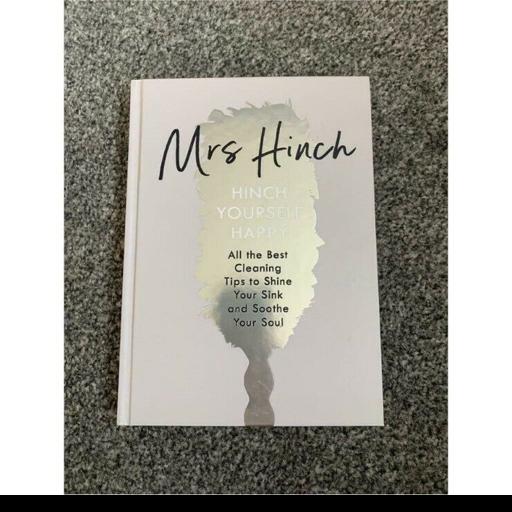 Mrs Hinch
HINCH
YOURSELF
HAPPY
All the Best
Cleaning
Tips to Shine
Your Sink
and Soothe
Your Soul